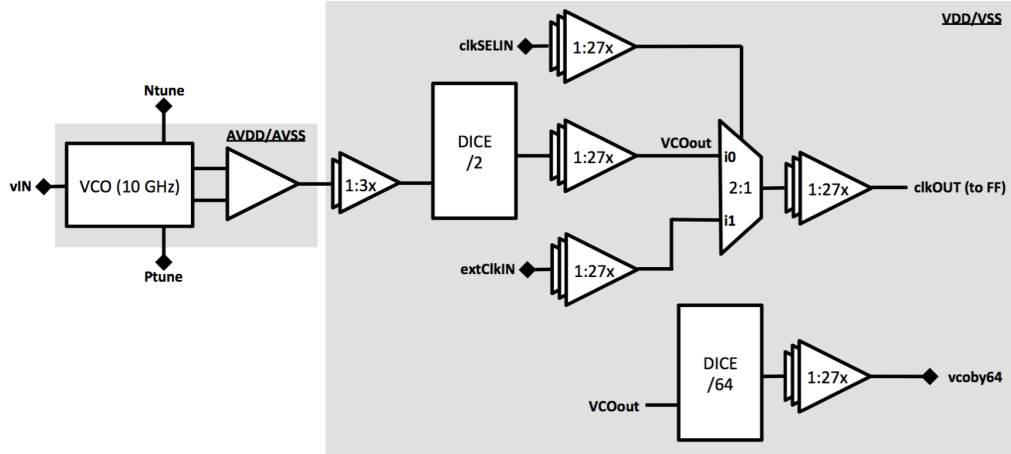 VDD/VSS
clkSELIN
1:27x
Ntune
AVDD/AVSS
DICE
/2
VCOout
1:27x
i0
vIN
VCO (10 GHz)
1:3x
2:1
1:27x
clkOUT (to FF)
i1
Ptune
extClkIN
1:27x
DICE
/64
1:27x
vcoby64
VCOout